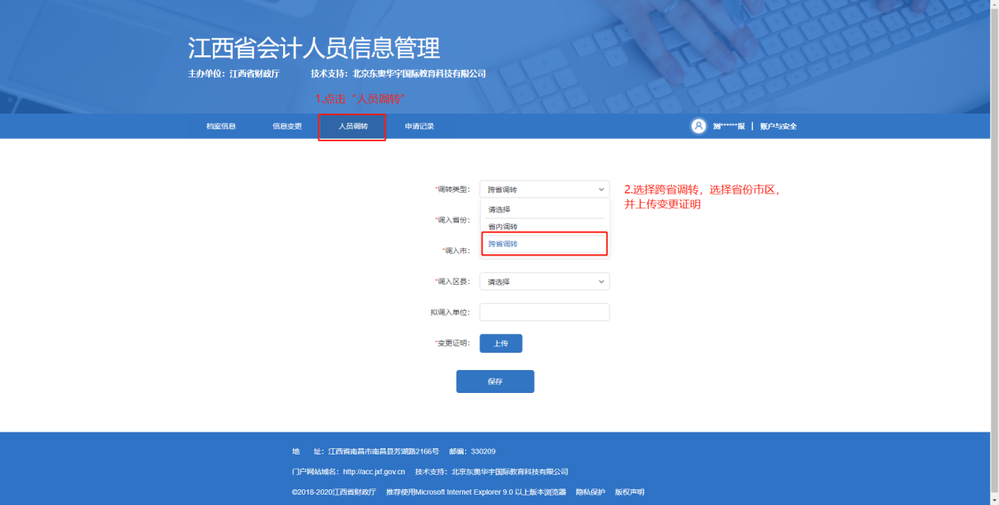 江西省会计人员信息管理
主办单位：江西省财政厅 技术支持：北京东奥华宇国际教育科技有限公司
1.点击“人员调转”
档案信息 信息变更 人员调转 申请记录 测******报 | 账户与安全
*调转类型： 跨省调转
2.选择跨省调转，选择省份市区，
并上传变更证明
请选择
*调入省份：
省内调转
跨省调转
*调入市：
*调入区县： 请选择
拟调入单位：
*变更证明： 上传
保存
地 址：江西省南昌市南昌县芳湖路2166号 邮编：330209
门户网站域名：http://acc.jxf.gov.cn 技术支持：北京东奥华宇国际教育科技有限公司
©2018-2020江西省财政厅 推荐使用Microsoft Internet Explorer 9.0 以上版本浏览器 隐私保护 版权声明